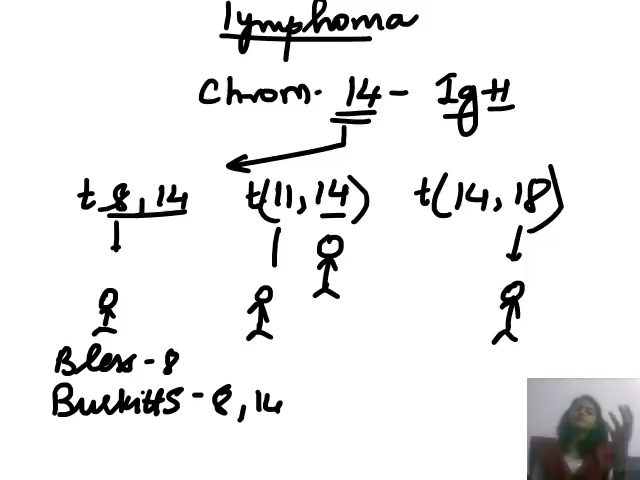 lymphoma
Chrom. 14 - IgH
t 8, 14 t(11, 14) t(14, 18)
Bless - 8
Burkitts - 8, 14